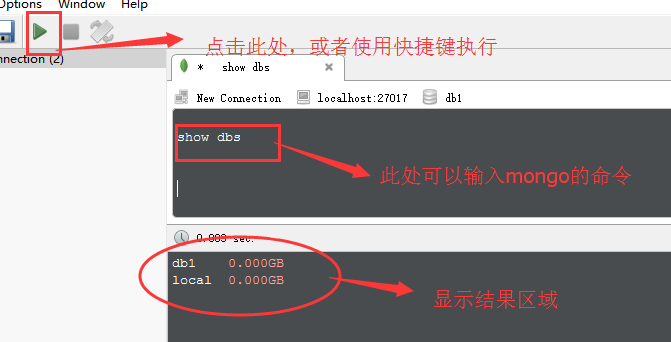 Options Window Help
点击此处，或者使用快捷键执行
nnection (2)
* show dbs
New Connection localhost:27017 db1
show dbs
此处可以输入mongo的命令
sec.
db1 0.000GB
local 0.000GB
显示结果区域